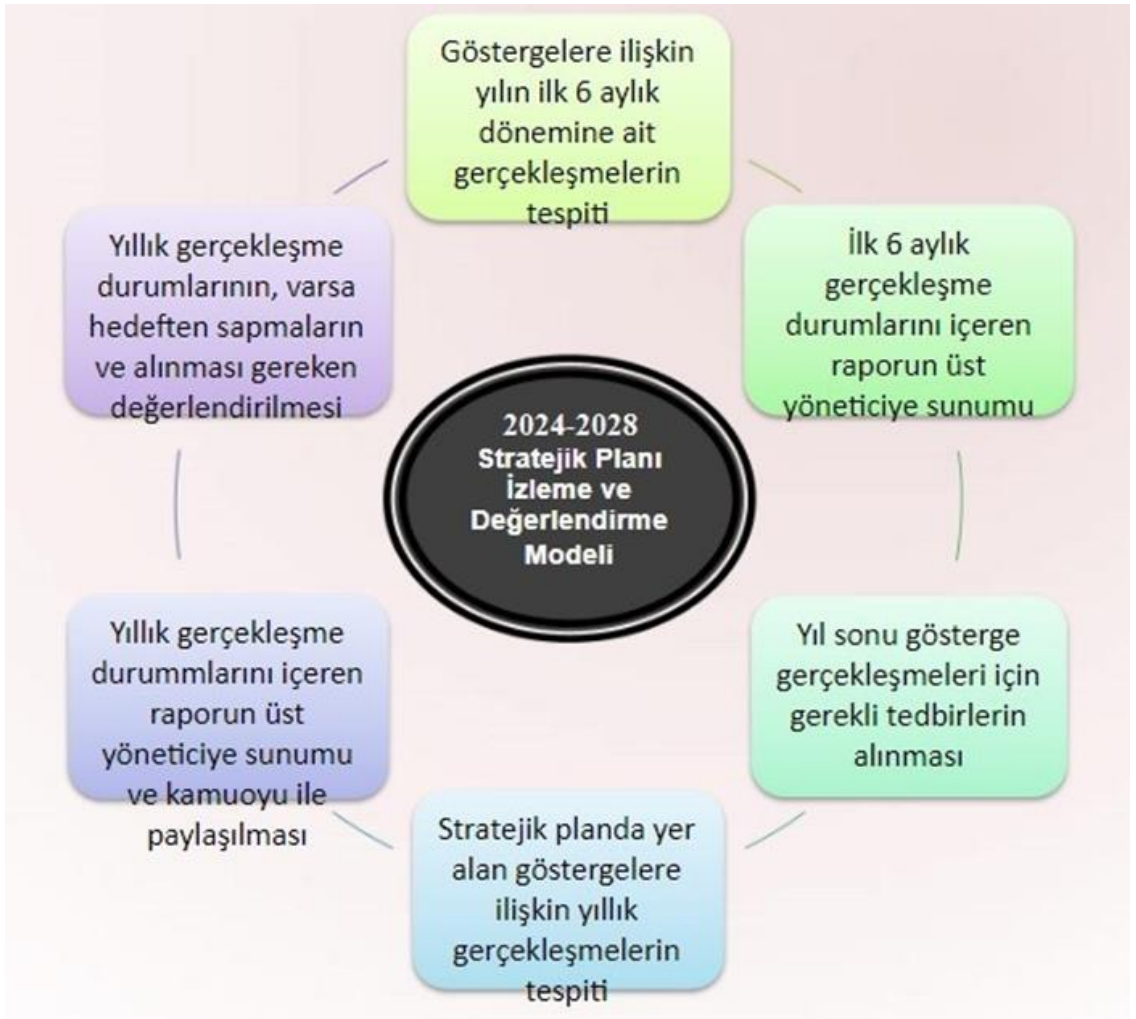 Göstergelere ilişkin
yılın ilk 6 aylık
dönemine ait
gerçekleşmelerin
tespiti
İlk 6 aylık
gerçekleşme
durumlarını içeren
raporun üst
yöneticiye sunumu
Yıl sonu gösterge
gerçekleşmeleri için
gerekli tedbirlerin
alınması
Stratejik planda yer
alan göstergelere
ilişkin yıllık
gerçekleşmelerin
tespiti
Yıllık gerçekleşme
durummlarını içeren
raporun üst
yöneticiye sunumu
ve kamuoyu ile
paylaşılması
Yıllık gerçekleşme
durumlarının, varsa
hedeften sapmaların
ve alınması gereken
değerlendirilmesi
2024-2028
Stratejik Planı
İzleme ve
Değerlendirme
Modeli